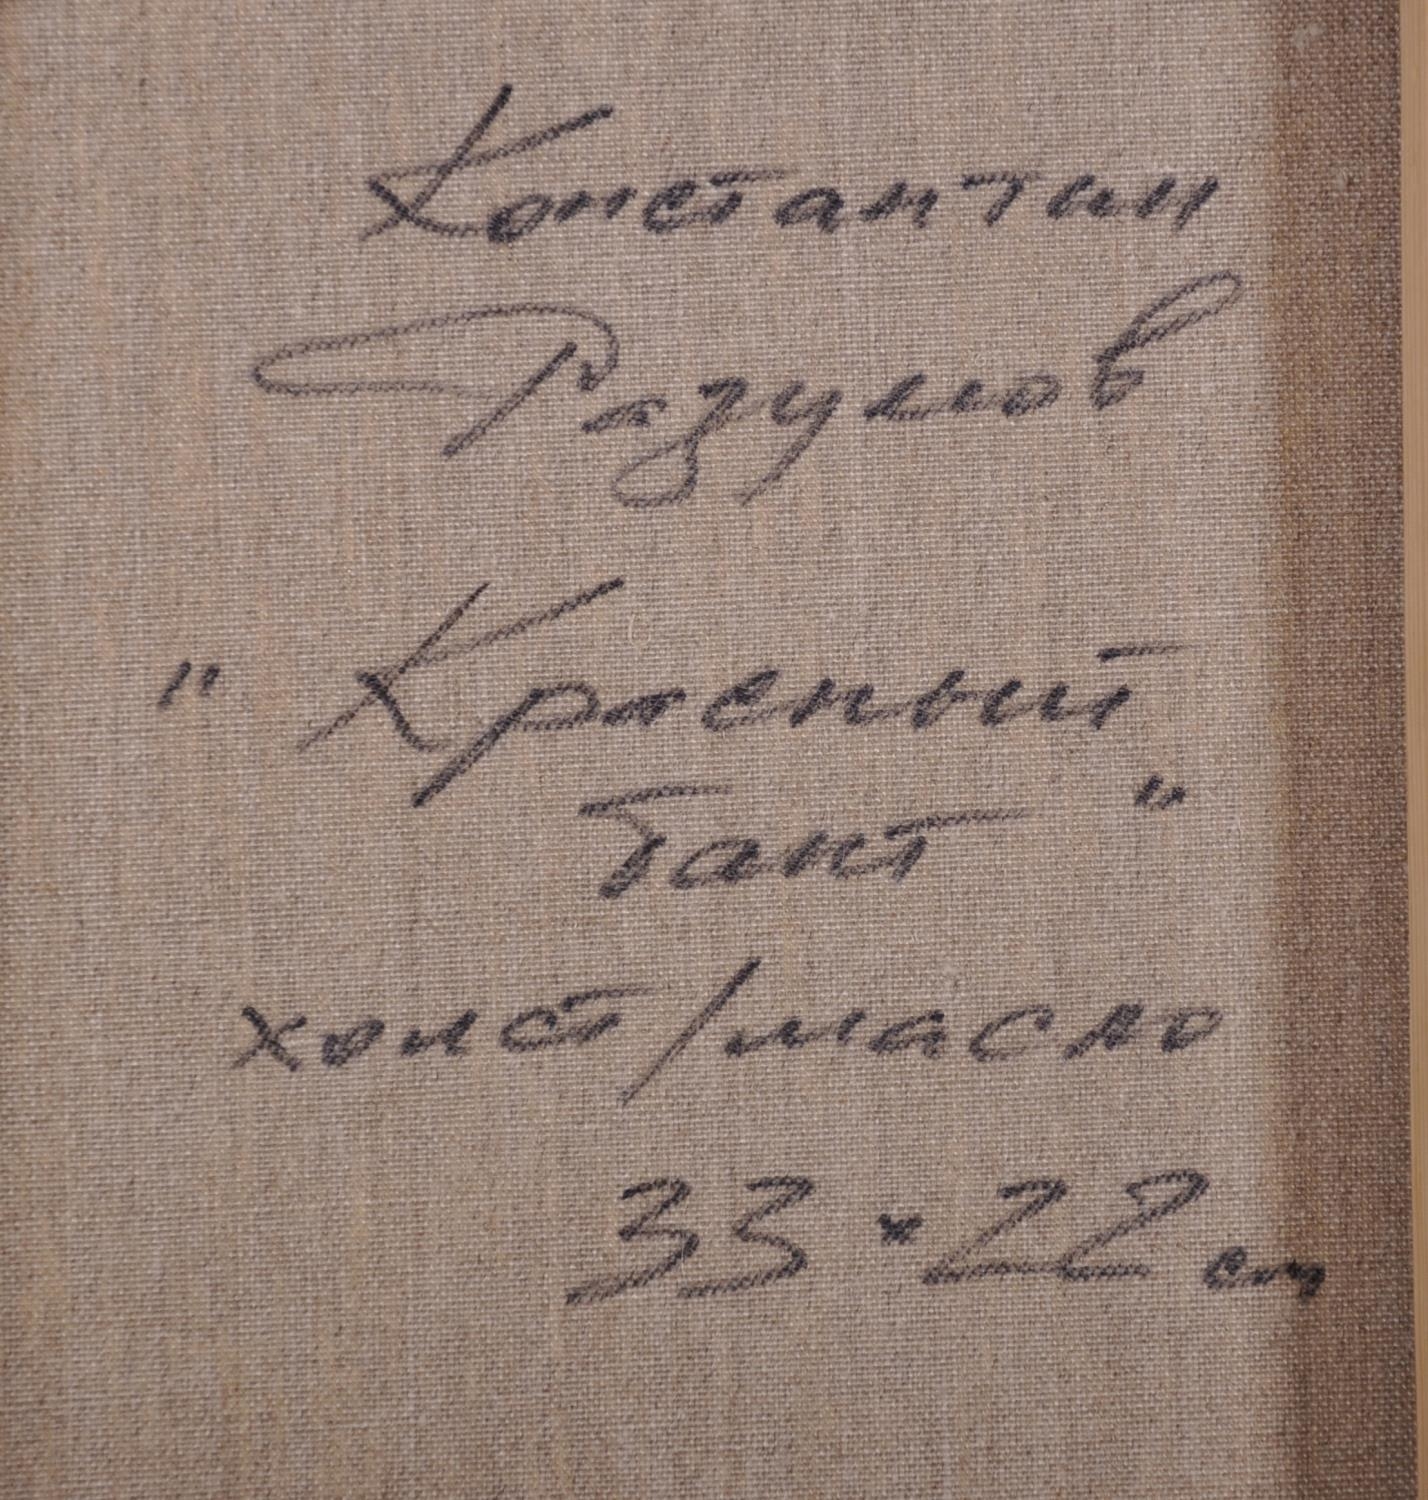 Константин
Разумов
" Красный
Бант "
холст/масло
33 × 22 см